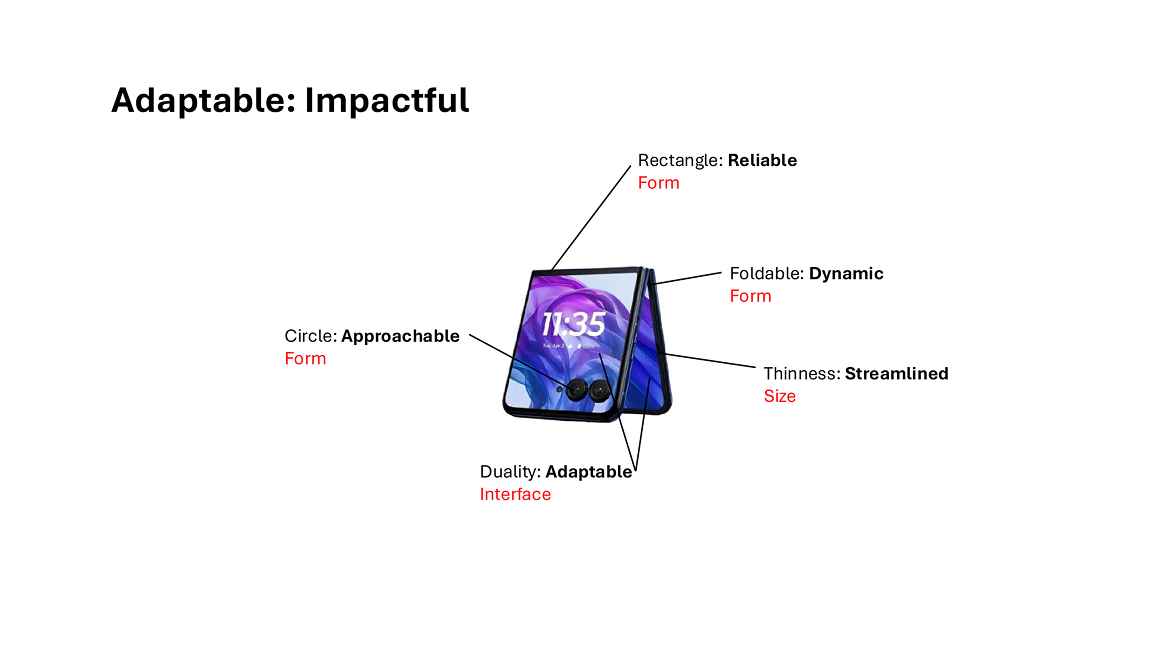 Adaptable: Impactful
Rectangle: Reliable
Form
Foldable: Dynamic
Form
11:35
Circle: Approachable
Form
Thinness: Streamlined
Size
Duality: Adaptable
Interface